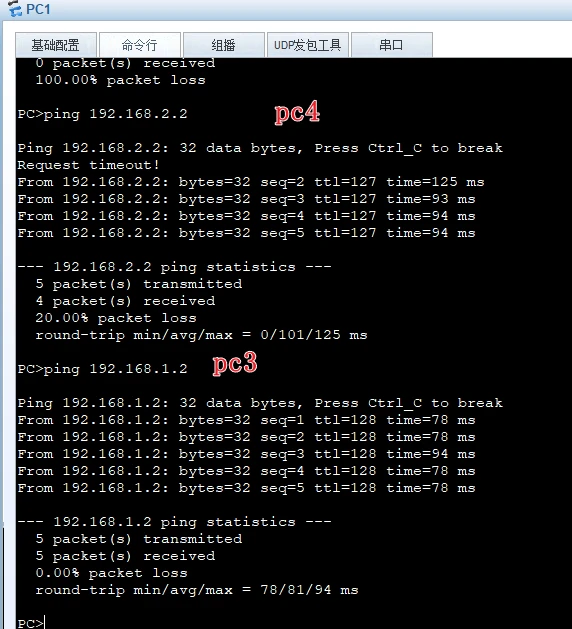 PC1
基础配置 命令行 组播 UDP发包工具 串口
0 packet(s) received
100.00% packet loss
PC>ping 192.168.2.2 pc4
Ping 192.168.2.2: 32 data bytes, Press Ctrl_C to break
Request timeout!
From 192.168.2.2: bytes=32 seq=2 ttl=127 time=125 ms
From 192.168.2.2: bytes=32 seq=3 ttl=127 time=93 ms
From 192.168.2.2: bytes=32 seq=4 ttl=127 time=94 ms
From 192.168.2.2: bytes=32 seq=5 ttl=127 time=94 ms
--- 192.168.2.2 ping statistics ---
5 packet(s) transmitted
4 packet(s) received
20.00% packet loss
round-trip min/avg/max = 0/101/125 ms
PC>ping 192.168.1.2 pc3
Ping 192.168.1.2: 32 data bytes, Press Ctrl_C to break
From 192.168.1.2: bytes=32 seq=1 ttl=128 time=78 ms
From 192.168.1.2: bytes=32 seq=2 ttl=128 time=78 ms
From 192.168.1.2: bytes=32 seq=3 ttl=128 time=94 ms
From 192.168.1.2: bytes=32 seq=4 ttl=128 time=78 ms
From 192.168.1.2: bytes=32 seq=5 ttl=128 time=78 ms
--- 192.168.1.2 ping statistics ---
5 packet(s) transmitted
5 packet(s) received
0.00% packet loss
round-trip min/avg/max = 78/81/94 ms
PC>